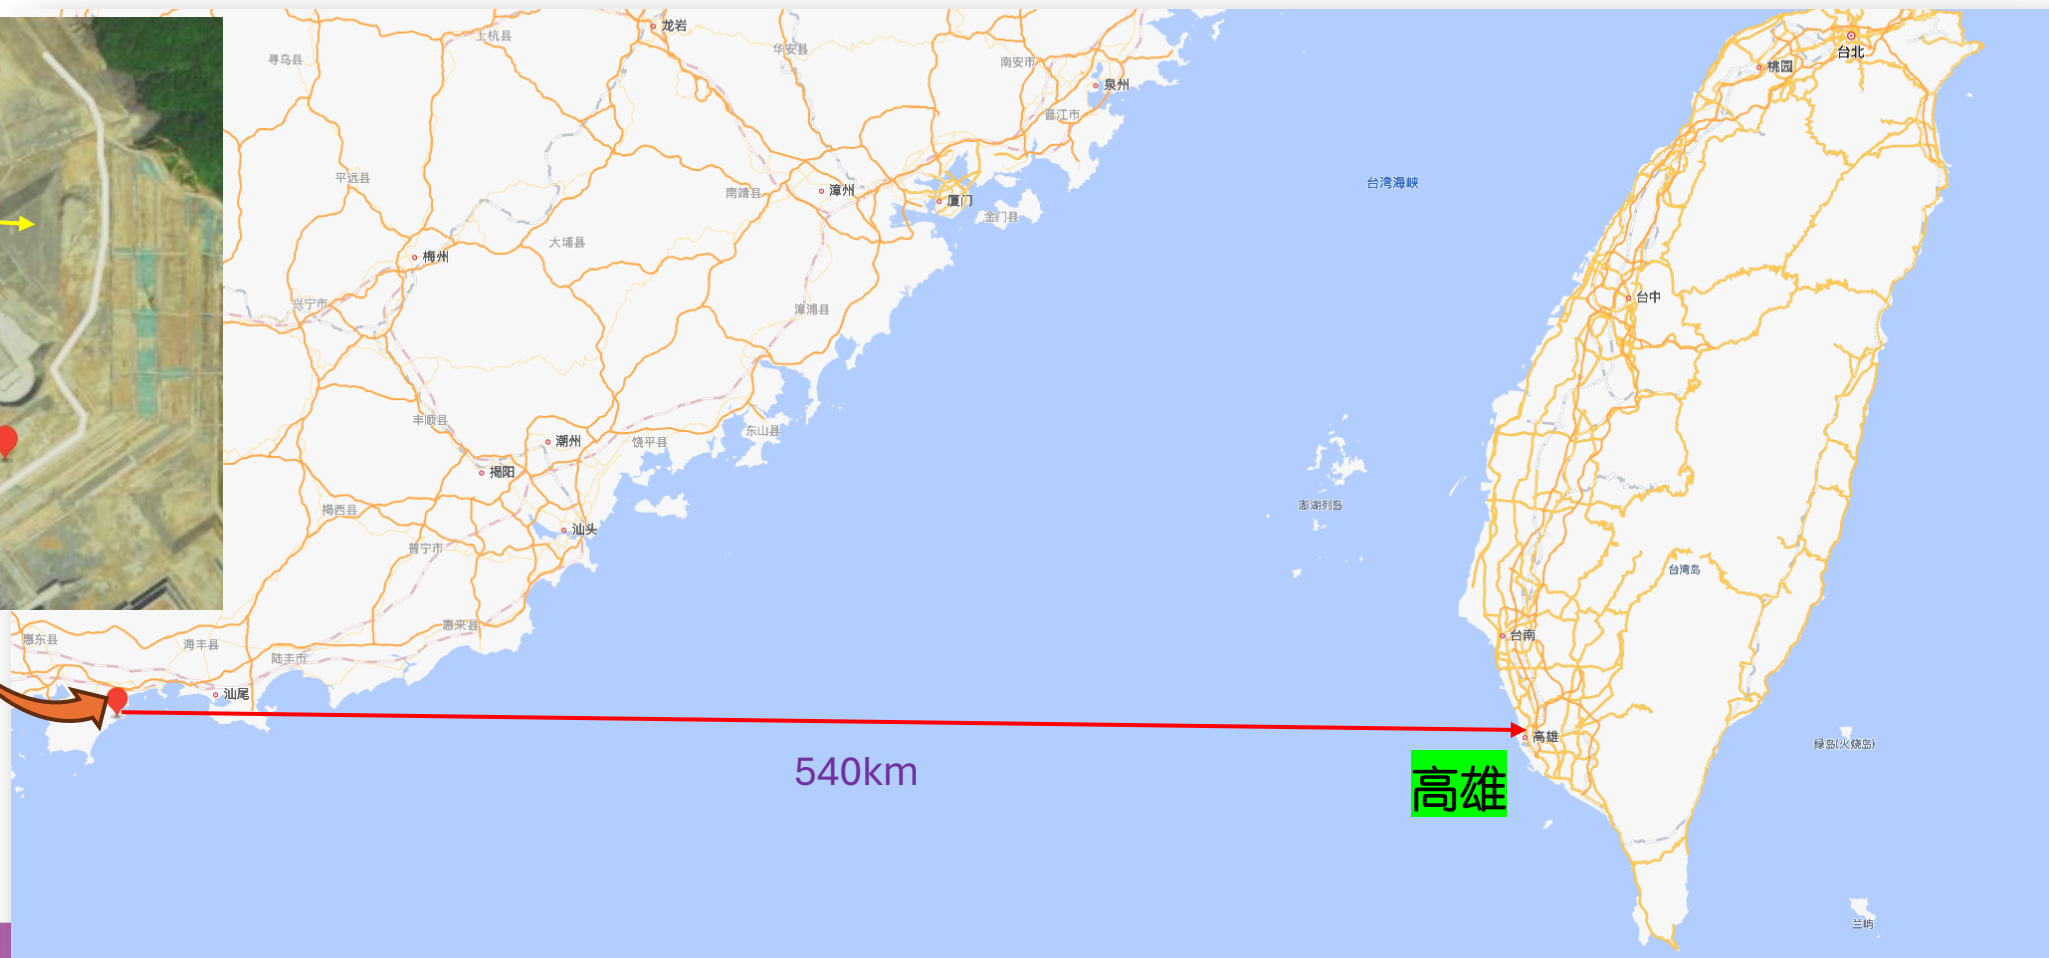 龙岩
上杭县
华安县
寻乌县
南安市
泉州
晋江市
台北
桃园
平远县
南靖县
漳州
厦门
金门县
台湾海峡
大埔县
梅州
兴宁市
漳浦县
台中
丰顺县
潮州
饶平县
东山县
揭阳
揭西县
汕头
普宁市
澎湖列岛
台湾岛
惠来县
惠东县
海丰县
陆丰市
台南
汕尾
高雄
绿岛(火烧岛)
540km
高雄
兰屿